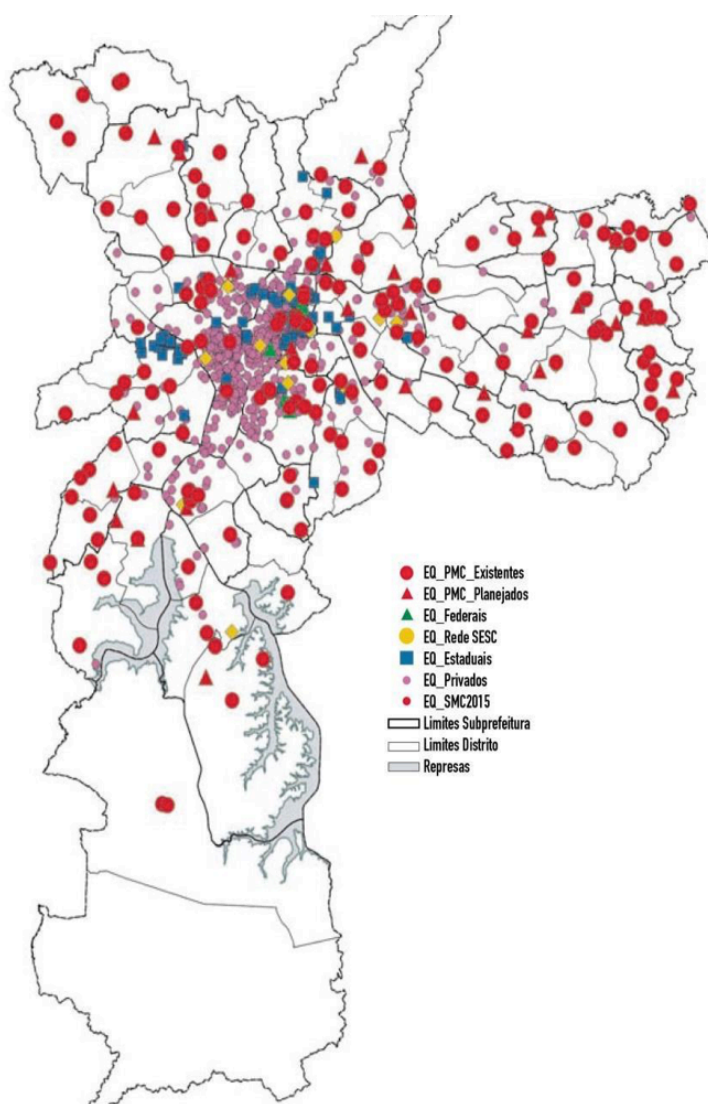 EQ_PMC_Existentes
EQ_PMC_Planejados
EQ_Federais
EQ_Rede SESC
EQ_Estaduais
EQ_Privados
EQ_SMC2015
Limites Subprefeitura
Limites Distrito
Represas